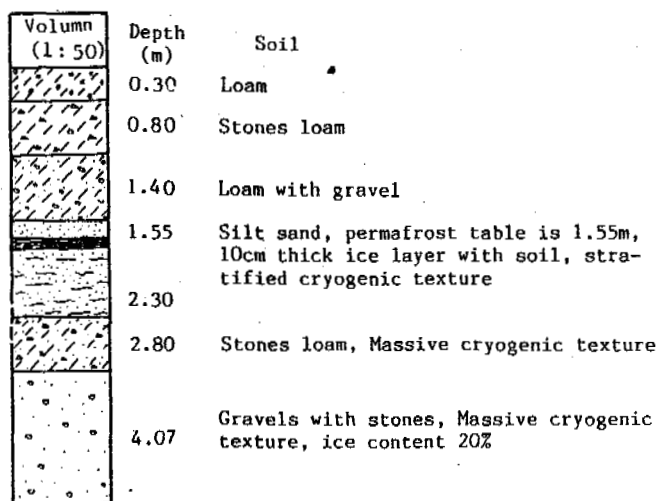 Volumn Depth Soil
(1:50) (m)
0.30 Loam
0.80 Stones loam
1.40 Loam with gravel
1.55 Silt sand, permafrost table is 1.55m,
10cm thick ice layer with soil, stra-
tified cryogenic texture
2.30
2.80 Stones loam, Massive cryogenic texture
Gravels with stones, Massive cryogenic
4.07 texture, ice content 20%